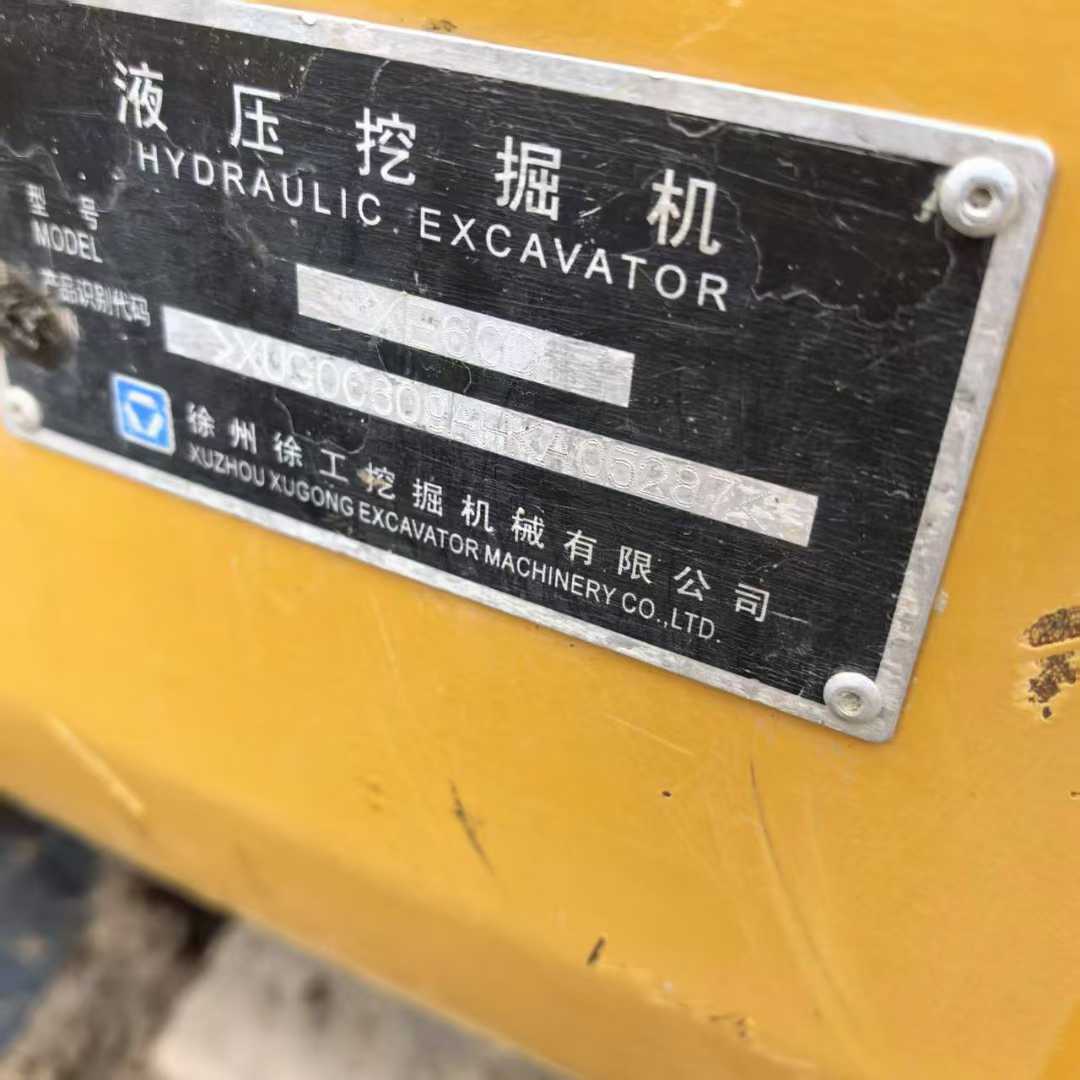 液压挖掘机
HYDRAULIC EXCAVATOR
型号
MODEL
产品识别代码
徐州徐工挖掘机械有限公司
XUZHOU XUGONG EXCAVATOR MACHINERY CO.,LTD.